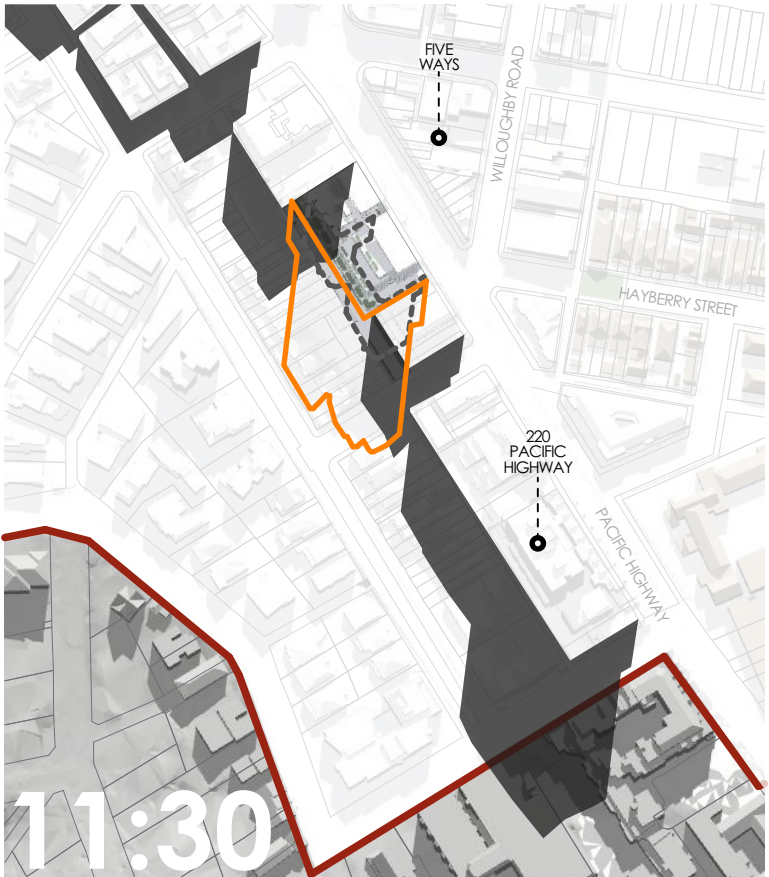 FIVE
WAYS
WILLOUGHBY ROAD
HAYBERRY STREET
220
PACIFIC
HIGHWAY
PACIFIC HIGHWAY
11:30